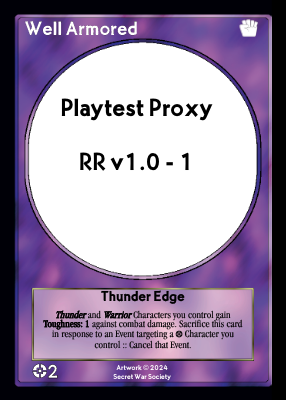 Well Armored
Playtest Proxy
RR v1.0 - 1
Thunder Edge
Thunder and Warrior Characters you control gain
Toughness: 1 against combat damage. Sacrifice this card
in response to an Event targeting a Character you
control :: Cancel that Event.
2
Artwork © 2024
Secret War Society